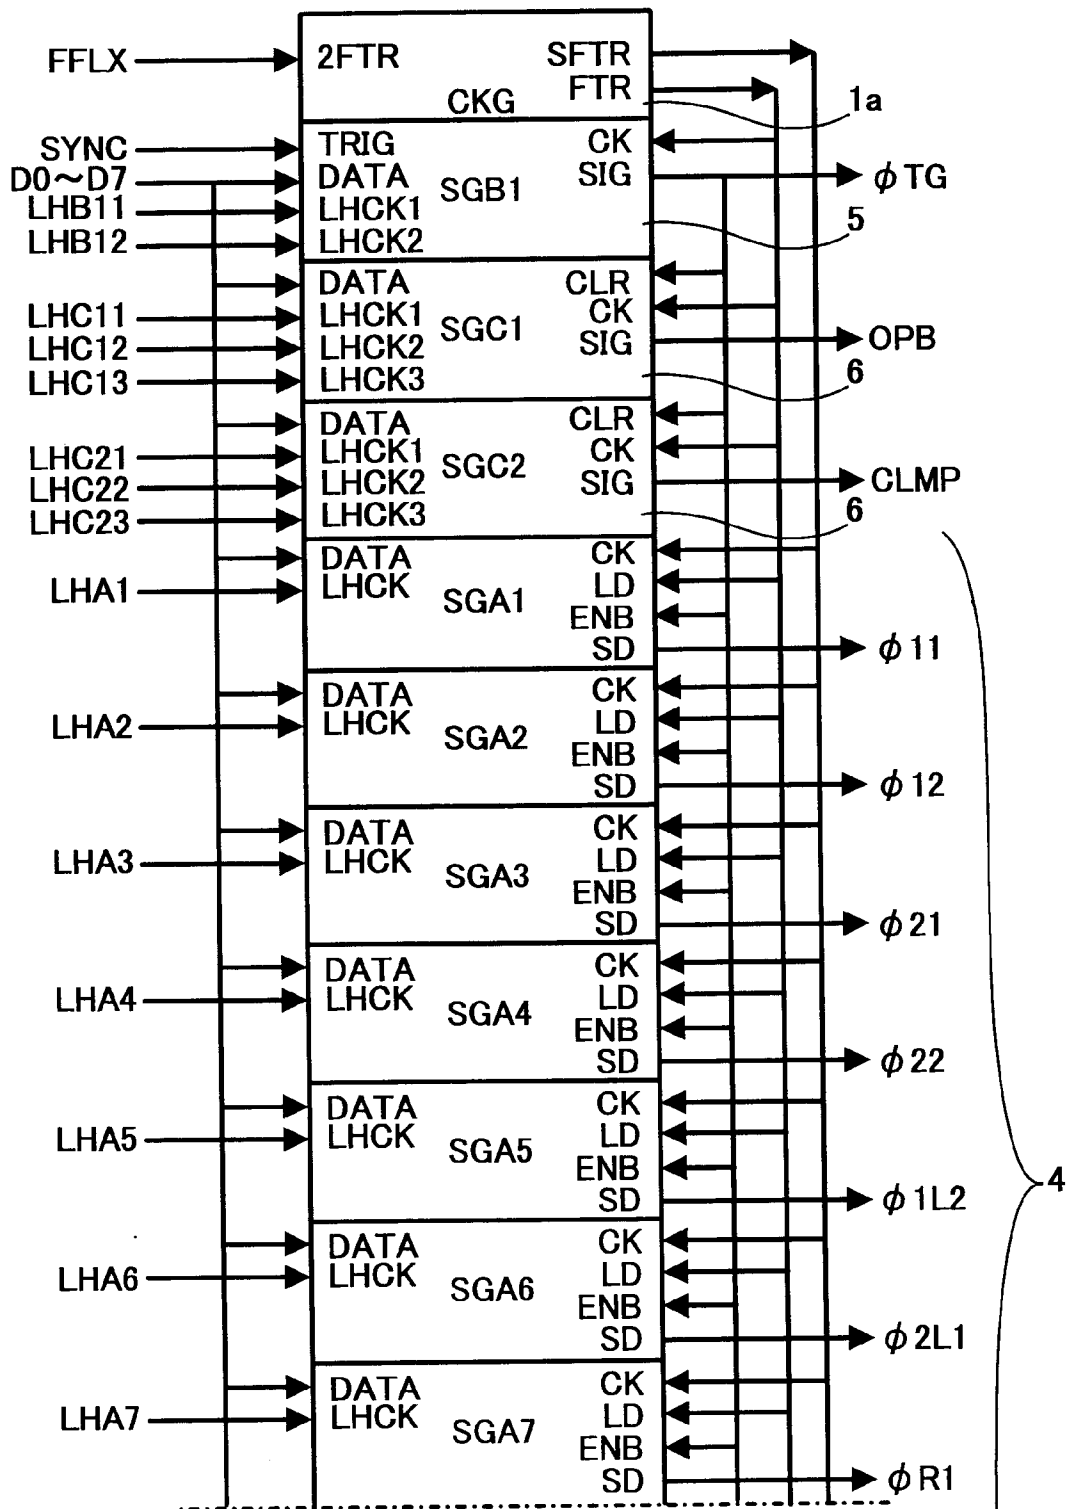 FFLX 2FTR SFTR
FTR
CKG 1a
SYNC TRIG CK
D0~D7 DATA SGB1 SIG φTG
LHB11 LHCK1
LHB12 LHCK2 5
DATA CLR
LHC11 LHCK1 SGC1 CK
LHC12 LHCK2 SIG OPB
LHC13 LHCK3 6
DATA CLR
LHC21 LHCK1 SGC2 CK
LHC22 LHCK2 SIG CLMP
LHC23 LHCK3 6
DATA CK
LHA1 LHCK SGA1 LD
ENB
SD φ11
DATA CK
LHA2 LHCK SGA2 LD
ENB
SD φ12
DATA CK
LHA3 LHCK SGA3 LD
ENB
SD φ21
DATA CK
LHA4 LHCK SGA4 LD
ENB
SD φ22
DATA CK
LHA5 LHCK SGA5 LD
ENB
SD φ1L2
4
DATA CK
LHA6 LHCK SGA6 LD
ENB
SD φ2L1
DATA CK
LHA7 LHCK SGA7 LD
ENB
SD φR1